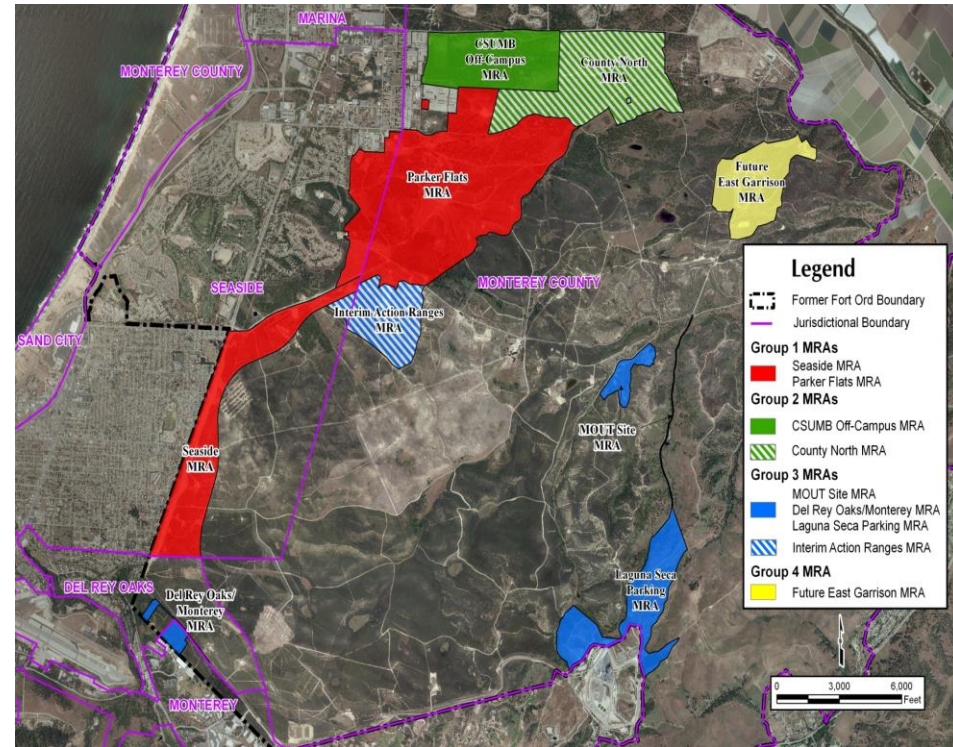 MARINA
MONTEREY COUNTY
CSUMB
Off-Campus
MRA
County North
MRA
Parker Flats
MRA
Future
East Garrison
MRA
SEASIDE
MONTEREY COUNTY
Interim Action Ranges
MRA
SAND CITY
MOUT Site
MRA
Seaside
MRA
DEL REY OAKS
Del Rey Oaks/
Monterey
MRA
Laguna Seca
Parking
MRA
MONTEREY
Legend
Former Fort Ord Boundary
Jurisdictional Boundary
Group 1 MRAs
Seaside MRA
Parker Flats MRA
Group 2 MRAs
CSUMB Off-Campus MRA
County North MRA
Group 3 MRAs
MOUT Site MRA
Del Rey Oaks/Monterey MRA
Laguna Seca Parking MRA
Interim Action Ranges MRA
Group 4 MRA
Future East Garrison MRA
0 3,000 6,000
Feet